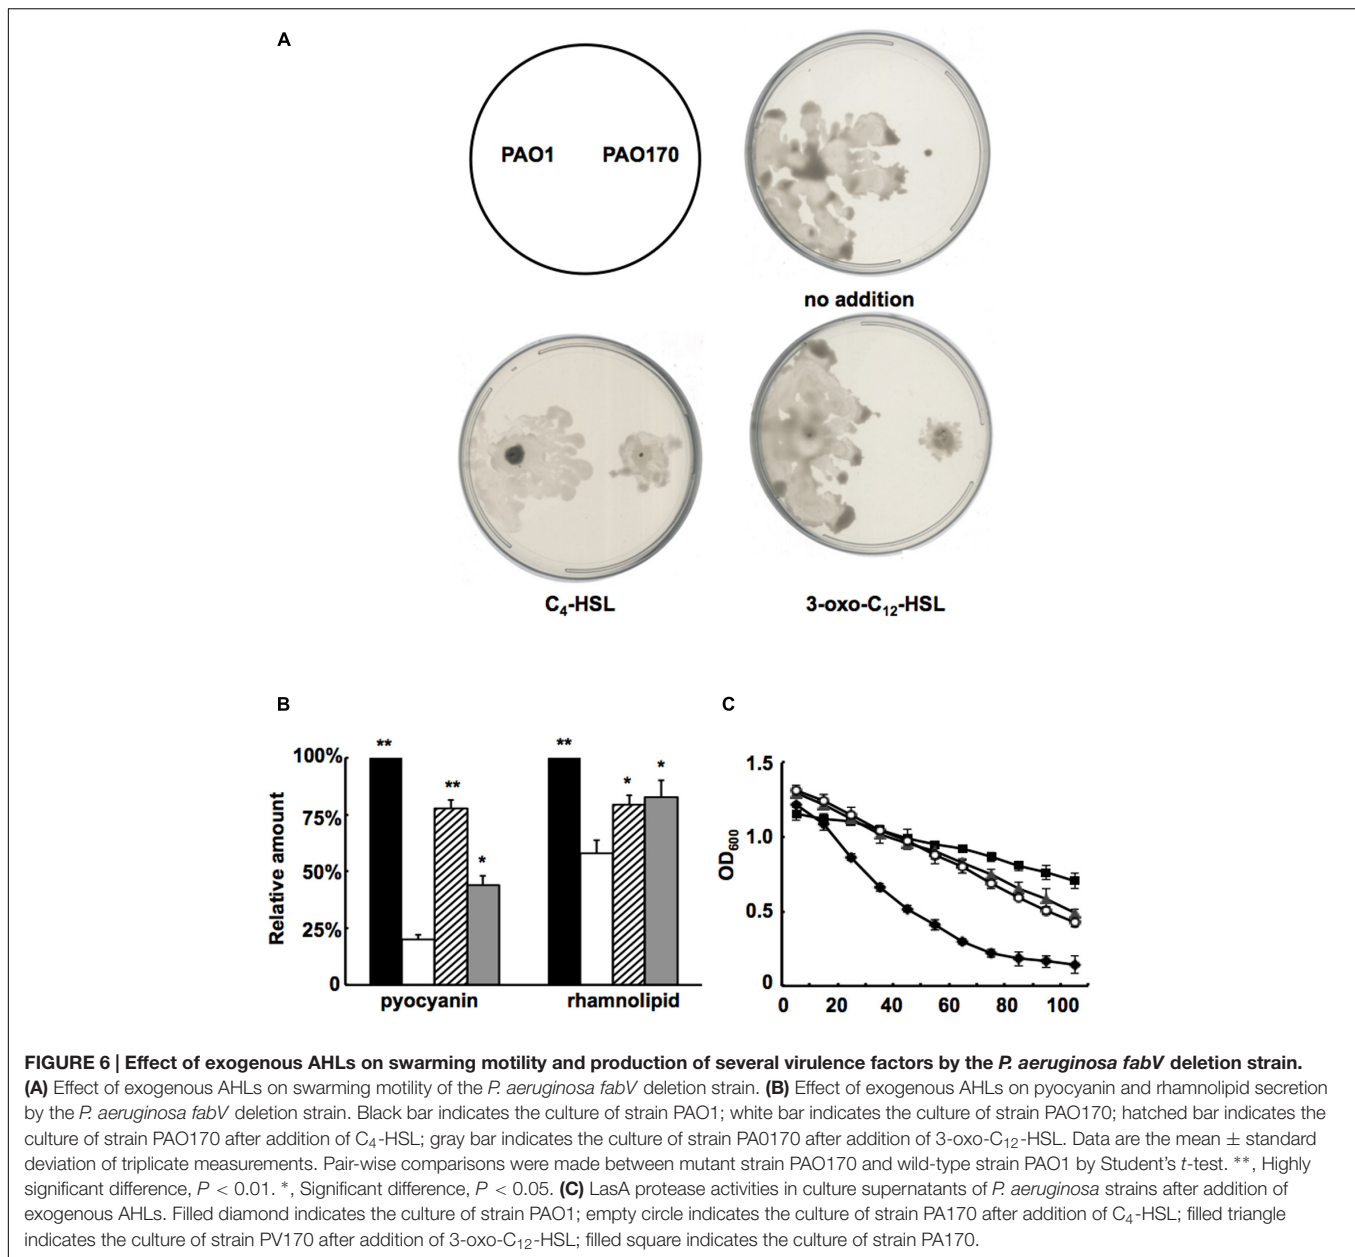 A
PAO1 PAO170
no addition
C₄-HSL 3-oxo-C₁₂-HSL
B
100%
75%
50%
25%
0
Relative amount
** ** * ** * *
pyocyanin rhamnolipid
C
1.5
1.0
0.5
0
OD₆₀₀
0 20 40 60 80 100
FIGURE 6 | Effect of exogenous AHLs on swarming motility and production of several virulence factors by the P. aeruginosa fabV deletion strain.
(A) Effect of exogenous AHLs on swarming motility of the P. aeruginosa fabV deletion strain. (B) Effect of exogenous AHLs on pyocyanin and rhamnolipid secretion
by the P. aeruginosa fabV deletion strain. Black bar indicates the culture of strain PAO1; white bar indicates the culture of strain PAO170; hatched bar indicates the
culture of strain PAO170 after addition of C₄-HSL; gray bar indicates the culture of strain PA0170 after addition of 3-oxo-C₁₂-HSL. Data are the mean ± standard
deviation of triplicate measurements. Pair-wise comparisons were made between mutant strain PAO170 and wild-type strain PAO1 by Student's t-test. **, Highly
significant difference, P < 0.01. *, Significant difference, P < 0.05. (C) LasA protease activities in culture supernatants of P. aeruginosa strains after addition of
exogenous AHLs. Filled diamond indicates the culture of strain PAO1; empty circle indicates the culture of strain PA170 after addition of C₄-HSL; filled triangle
indicates the culture of strain PV170 after addition of 3-oxo-C₁₂-HSL; filled square indicates the culture of strain PA170.